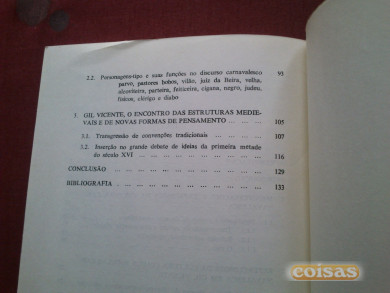 2.2. Personagens-tipo e suas funções no discurso carnavalesco
parvo, pastores bobos, vilão, juiz da Beira, velha,
alcoviteira, parteira, feiticeira, cigana, negro, judeu,
físicos, clérigo e diabo 93
3. GIL VICENTE, O ENCONTRO DAS ESTRUTURAS MEDIE-
VAIS E DE NOVAS FORMAS DE PENSAMENTO ... ... ... 105
3.1. Transgressão de convenções tradicionais ... ... ... 107
3.2. Inserção no grande debate de ideias da primeira metade
do século XVI ... ... ... 116
CONCLUSÃO ... ... ... 129
BIBLIOGRAFIA ... ... ... 133
coisas